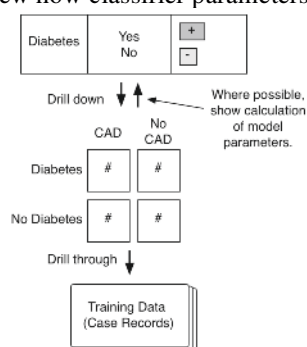 ew how classifier parameters
Diabetes
Yes
No
+
-
Drill down
Where possible,
show calculation
of model
parameters.
CAD
No
CAD
Diabetes
#
#
No Diabetes
#
#
Drill through
Training Data
(Case Records)